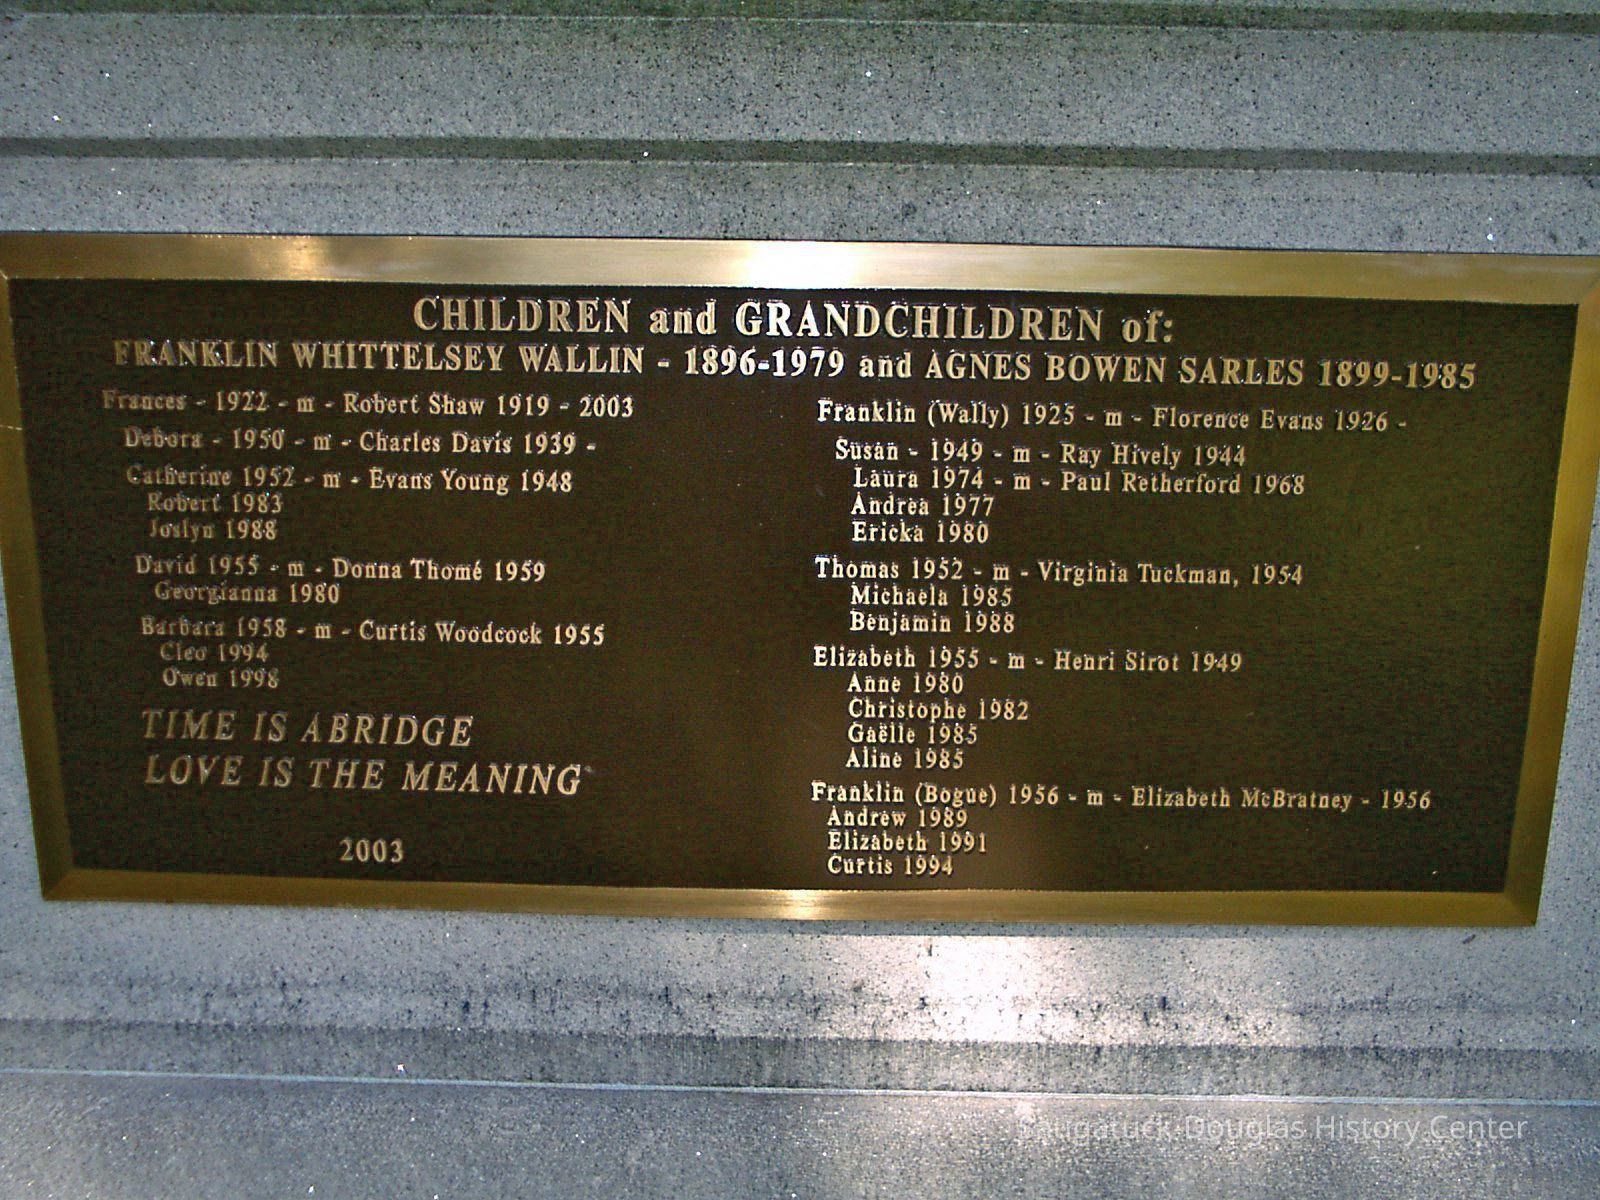 CHILDREN and GRANDCHILDREN of:
FRANKLIN WHITTELSEY WALLIN - 1896-1979 and AGNES BOWEN SARLES 1899-1985
Frances - 1922 - m - Robert Shaw 1919 - 2003
Debora - 1950 - m - Charles Davis 1939 -
Catherine 1952 - m - Evans Young 1948
Robert 1983
Joslyn 1988
David 1955 - m - Donna Thomé 1959
Georgianna 1980
Barbara 1958 - m - Curtis Woodcock 1955
Cleo 1994
Owen 1998
TIME IS ABRIDGE
LOVE IS THE MEANING
2003
Franklin (Wally) 1925 - m - Florence Evans 1926 -
Susan - 1949 - m - Ray Hively 1944
Laura 1974 - m - Paul Retherford 1968
Andrea 1977
Ericka 1980
Thomas 1952 - m - Virginia Tuckman, 1954
Michaela 1985
Benjamin 1988
Elizabeth 1955 - m - Henri Sirot 1949
Anne 1980
Christophe 1982
Gaëlle 1985
Aline 1985
Franklin (Bogue) 1956 - m - Elizabeth McBratney - 1956
Andrew 1989
Elizabeth 1991
Curtis 1994
Saugatuck-Douglas History Center